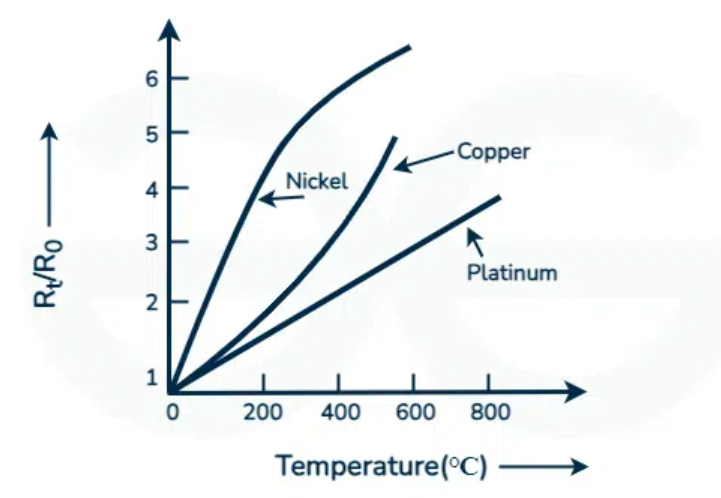 6
5
Copper
Nickel
4
3
Rt/R0
Platinum
2
1
0 200 400 600 800
Temperature(°C)